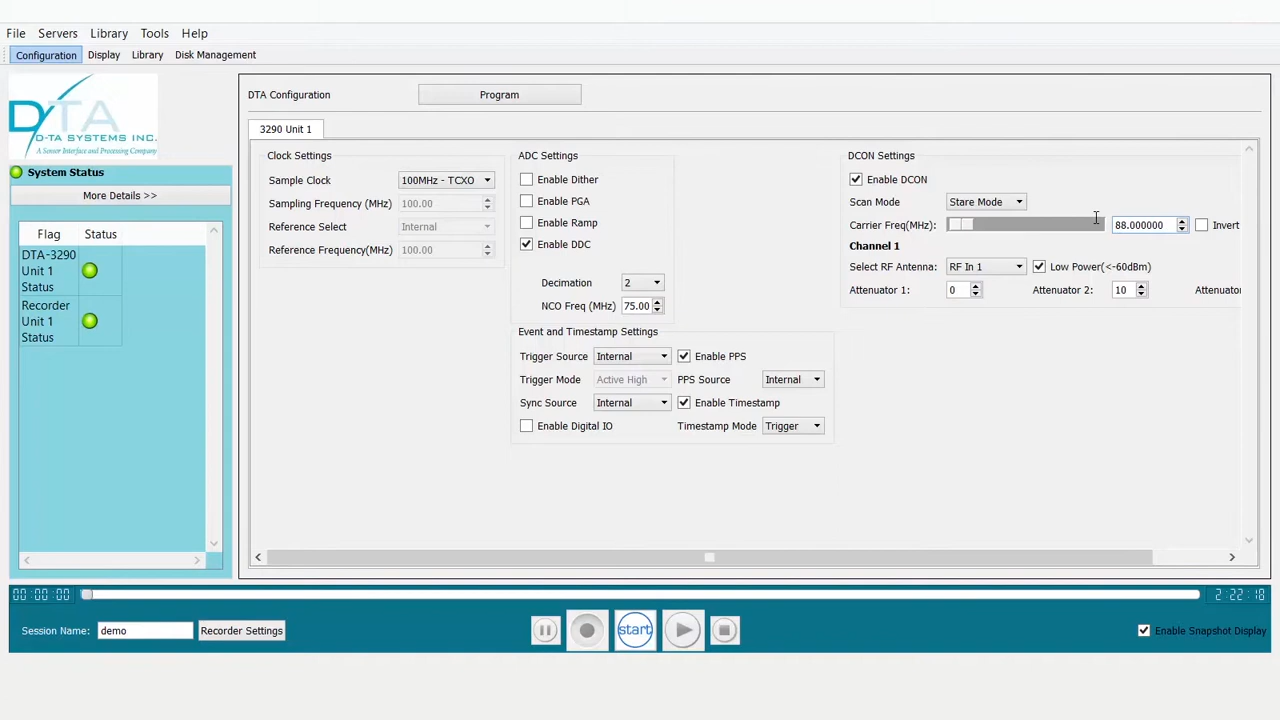 File Servers Library Tools Help
Configuration Display Library Disk Management
D-TA
D-TA SYSTEMS INC.
A Sensor Interface and Processing Company
System Status
More Details >>
Flag Status
DTA-3290
Unit 1
Status
Recorder
Unit 1
Status
DTA Configuration Program
3290 Unit 1
Clock Settings
Sample Clock 100MHz - TCXO
Sampling Frequency (MHz) 100.00
Reference Select Internal
Reference Frequency(MHz) 100.00
ADC Settings
Enable Dither
Enable PGA
Enable Ramp
Enable DDC
Decimation 2
NCO Freq (MHz) 75.00
Event and Timestamp Settings
Trigger Source Internal Enable PPS
Trigger Mode Active High PPS Source Internal
Sync Source Internal Enable Timestamp
Enable Digital IO Timestamp Mode Trigger
DCON Settings
Enable DCON
Scan Mode Stare Mode
Carrier Freq(MHz): 88.000000 Invert
Channel 1
Select RF Antenna: RF In 1 Low Power(<-60dBm)
Attenuator 1: 0 Attenuator 2: 10 Attenuator
00:00:00 2:22:18
Session Name: demo Recorder Settings start Enable Snapshot Display